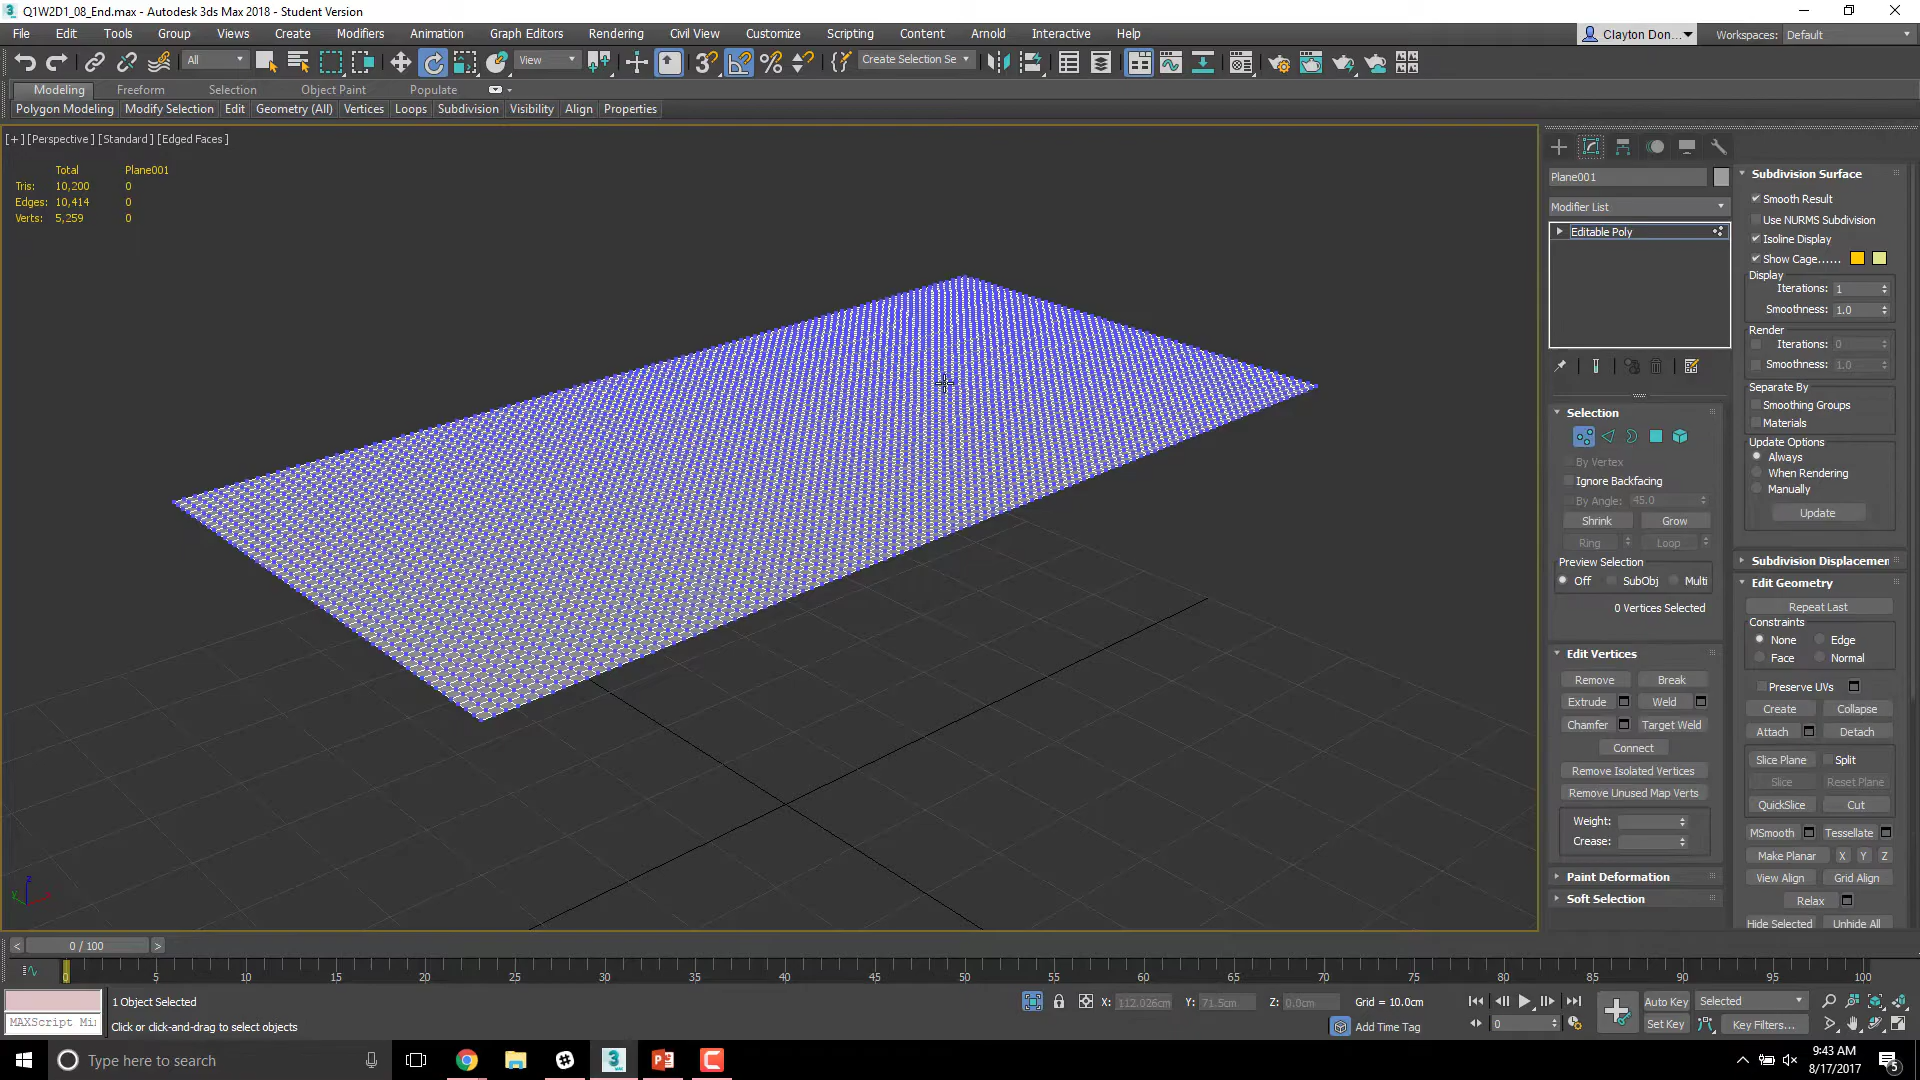 Q1W2D1_08_End.max - Autodesk 3ds Max 2018 - Student Version
File Edit Tools Group Views Create Modifiers Animation Graph Editors Rendering Civil View Customize Scripting Content Arnold Interactive Help
Clayton Don...
Workspaces: Default
All
View
Create Selection Se
Modeling Freeform Selection Object Paint Populate
Polygon Modeling Modify Selection Edit Geometry (All) Vertices Loops Subdivision Visibility Align Properties
[+] [Perspective ] [Standard ] [Edged Faces ]
Total Plane001
Tris: 10,200 0
Edges: 10,414 0
Verts: 5,259 0
Plane001
Modifier List
Editable Poly
Selection
By Vertex
Ignore Backfacing
By Angle: 45.0
Shrink Grow
Ring Loop
Preview Selection
Off SubObj Multi
0 Vertices Selected
Edit Vertices
Remove Break
Extrude Weld
Chamfer Target Weld
Connect
Remove Isolated Vertices
Remove Unused Map Verts
Weight:
Crease:
Paint Deformation
Soft Selection
Subdivision Surface
Smooth Result
Use NURMS Subdivision
Isoline Display
Show Cage......
Display
Iterations: 1
Smoothness: 1.0
Render
Iterations: 0
Smoothness: 1.0
Separate By
Smoothing Groups
Materials
Update Options
Always
When Rendering
Manually
Update
Subdivision Displacemen
Edit Geometry
Repeat Last
Constraints
None Edge
Face Normal
Preserve UVs
Create Collapse
Attach Detach
Slice Plane Split
Slice Reset Plane
QuickSlice Cut
MSmooth Tessellate
Make Planar X Y Z
View Align Grid Align
Relax
Hide Selected Unhide All
< 0 / 100 >
0 5 10 15 20 25 30 35 40 45 50 55 60 65 70 75 80 85 90 95 100
1 Object Selected
X: 112.026cm Y: 71.5cm Z: 0.0cm Grid = 10.0cm
Auto Key Selected
MAXScript Mi
Click or click-and-drag to select objects
Add Time Tag
0
Set Key Key Filters...
Type here to search
9:43 AM
8/17/2017
5